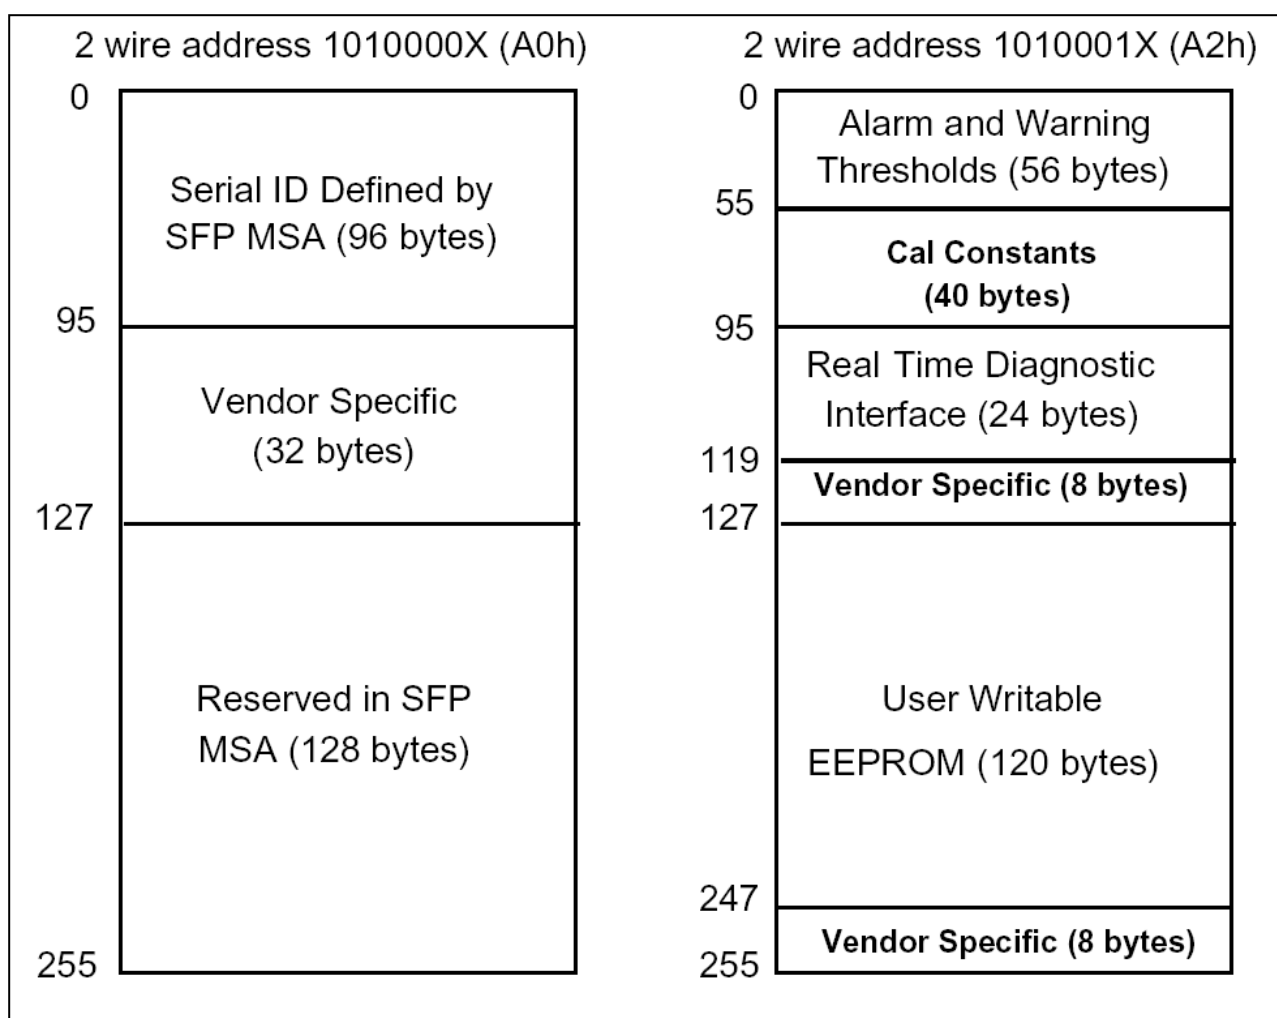 2 wire address 1010000X (A0h)
0
Serial ID Defined by
SFP MSA (96 bytes)
95
Vendor Specific
(32 bytes)
127
Reserved in SFP
MSA (128 bytes)
255
2 wire address 1010001X (A2h)
0
Alarm and Warning
Thresholds (56 bytes)
55
Cal Constants
(40 bytes)
95
Real Time Diagnostic
Interface (24 bytes)
119
Vendor Specific (8 bytes)
127
User Writable
EEPROM (120 bytes)
247
Vendor Specific (8 bytes)
255